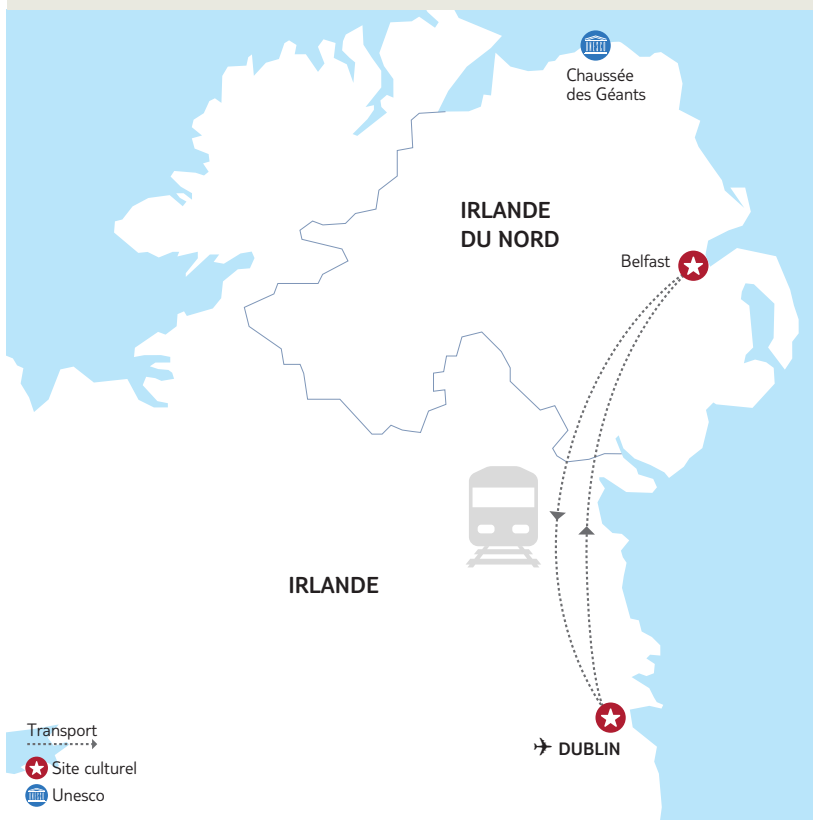 Chaussée
des Géants
IRLANDE
DU NORD
Belfast
IRLANDE
DUBLIN
Transport
Site culturel
Unesco